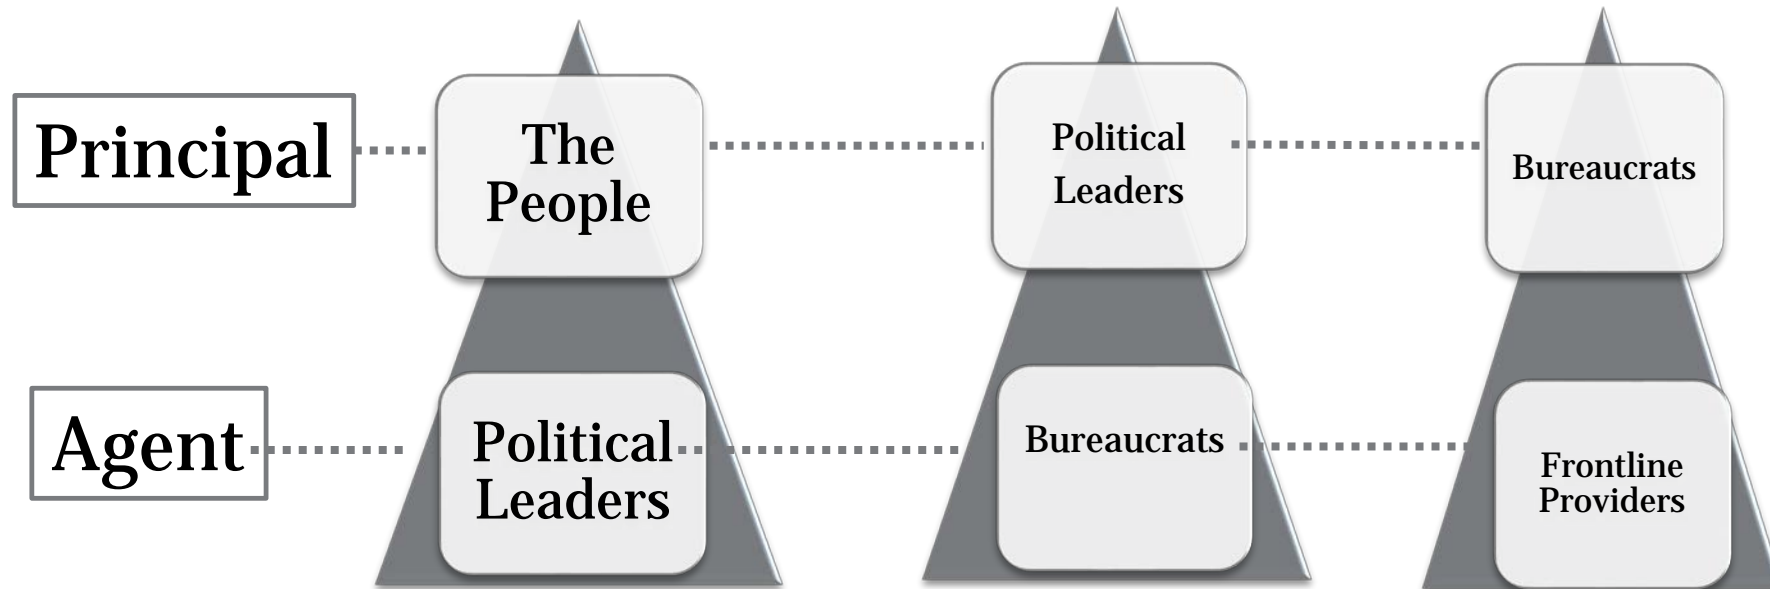 Principal
The
People
Political
Leaders
Bureaucrats
Agent
Political
Leaders
Bureaucrats
Frontline
Providers